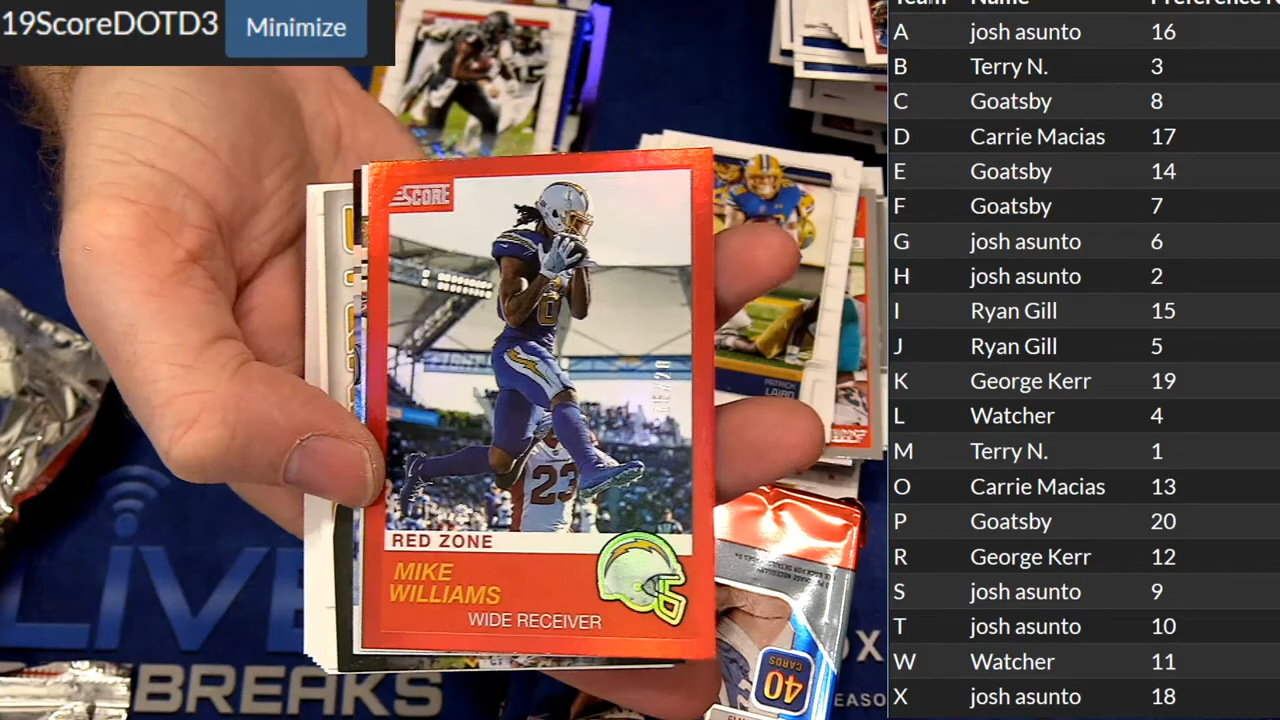 19ScoreDOTD3
Minimize
Team Name
A josh asunto 16
B Terry N. 3
C Goatsby 8
D Carrie Macias 17
E Goatsby 14
F Goatsby 7
G josh asunto 6
H josh asunto 2
I Ryan Gill 15
J Ryan Gill 5
K George Kerr 19
L Watcher 4
M Terry N. 1
O Carrie Macias 13
P Goatsby 20
R George Kerr 12
S josh asunto 9
T josh asunto 10
W Watcher 11
X josh asunto 18
SCORE
RED ZONE
MIKE
WILLIAMS
WIDE RECEIVER
23
PATRICK
LAIRD
40
CARDS
LIVE
BREAKS